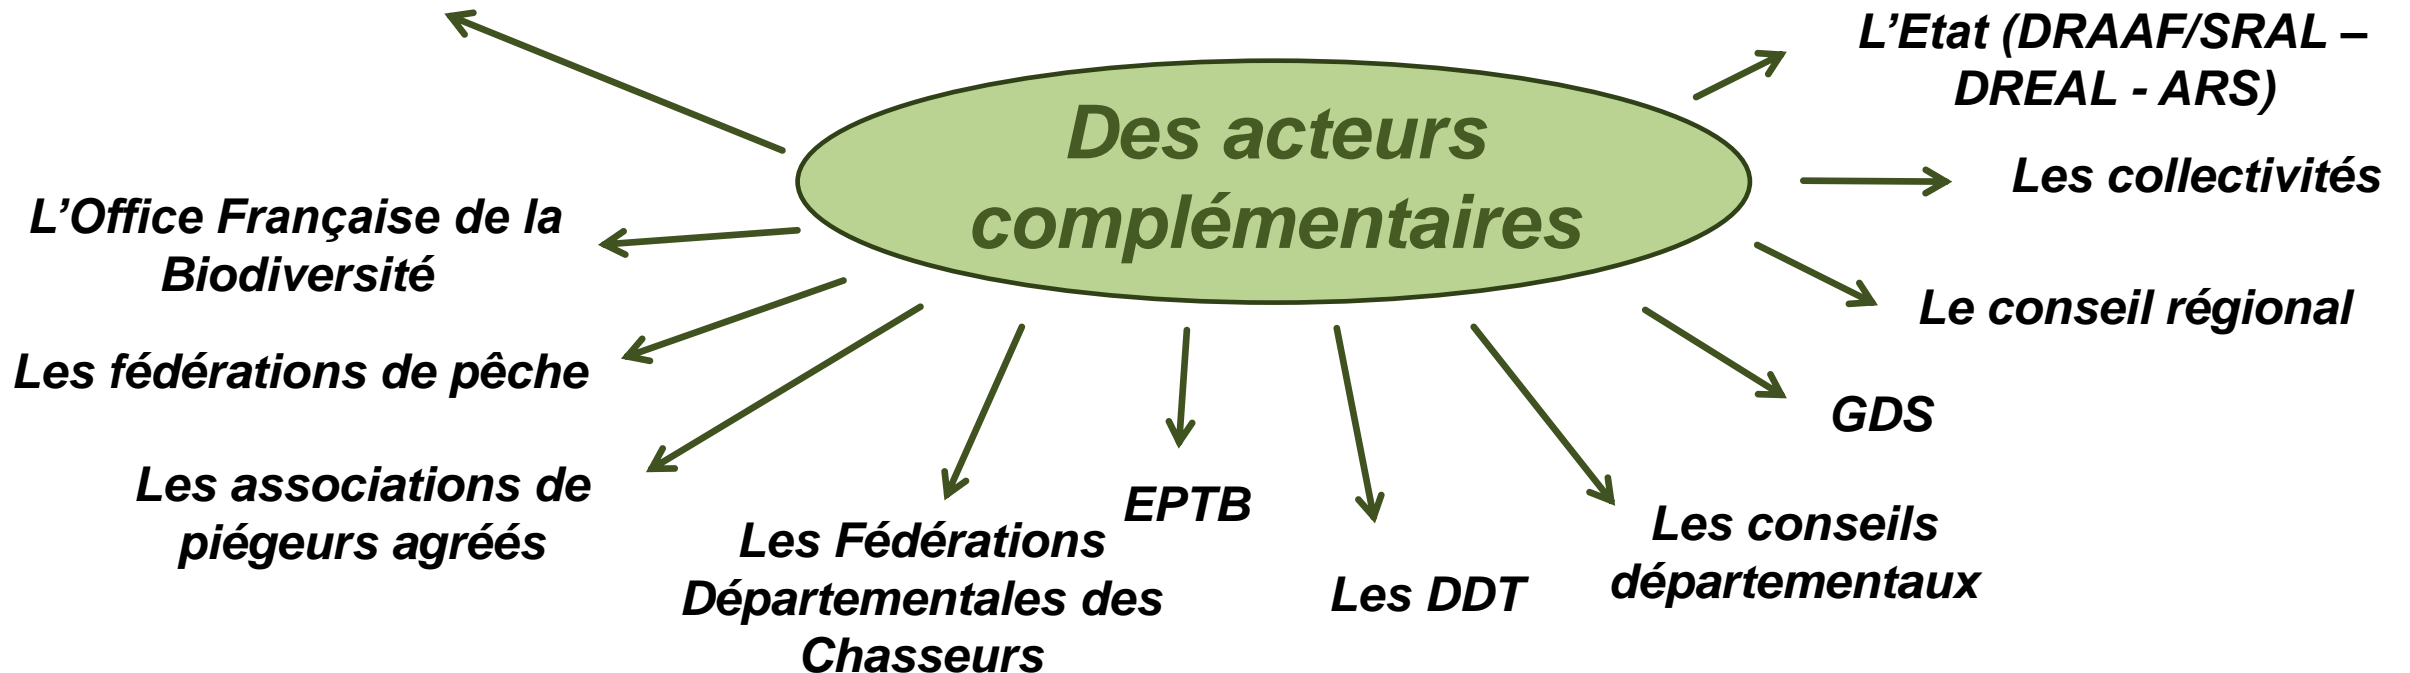 L’Etat (DRAAF/SRAL –
DREAL - ARS)
Des acteurs
complémentaires
Les collectivités
L’Office Française de la
Biodiversité
Le conseil régional
Les fédérations de pêche
GDS
Les associations de
piégeurs agréés
EPTB
Les Fédérations
Départementales des
Chasseurs
Les DDT
Les conseils
départementaux